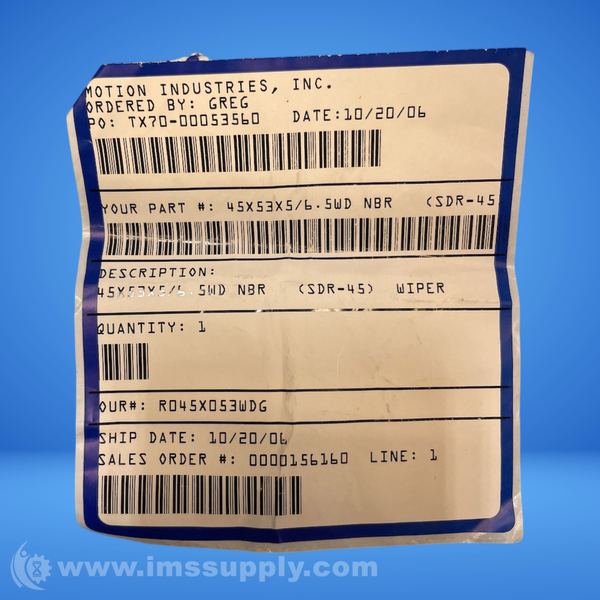 MOTION INDUSTRIES, INC.
ORDERED BY: GREG
PO: TX70-00053560 DATE:10/20/06
YOUR PART #: 45X53X5/6.5WD NBR (SDR-45
DESCRIPTION:
45X53X5/6.5WD NBR (SDR-45) WIPER
QUANTITY: 1
OUR#: R045X053WDG
SHIP DATE: 10/20/06
SALES ORDER #: 0000156160 LINE: 1
www.imssupply.com